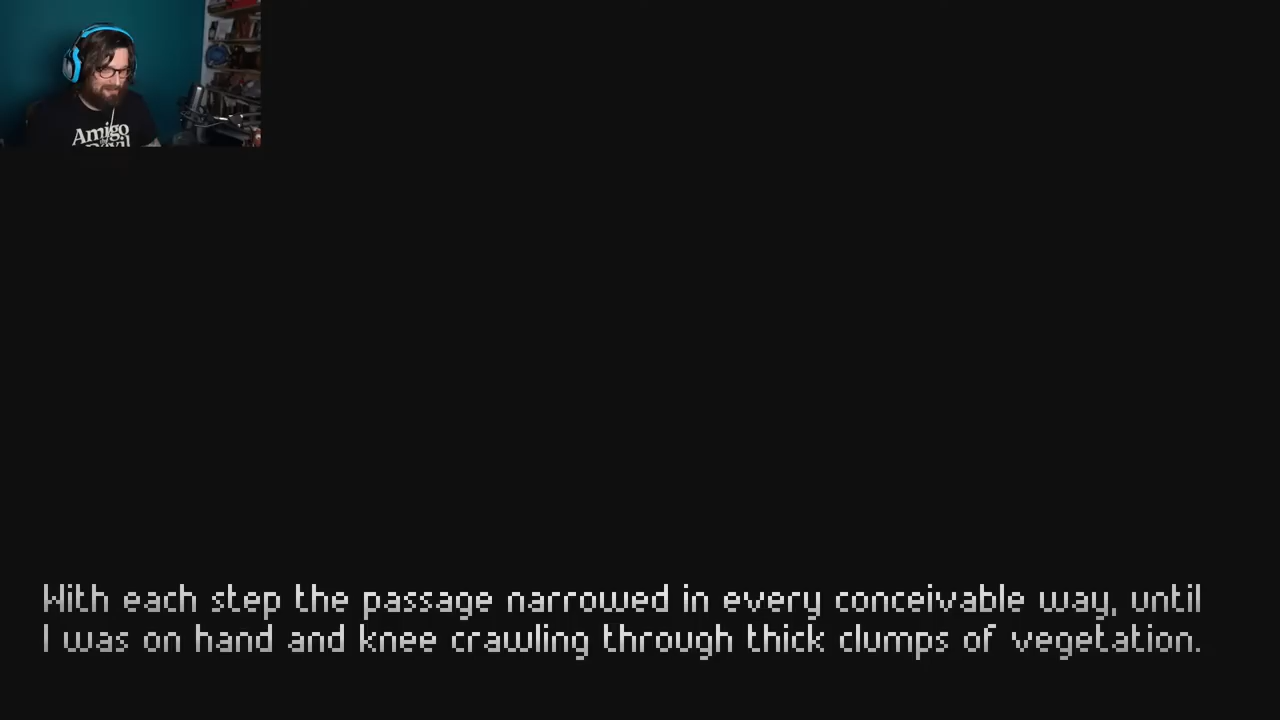 Amigo
With each step the passage narrowed in every conceivable way, until
I was on hand and knee crawling through thick clumps of vegetation.